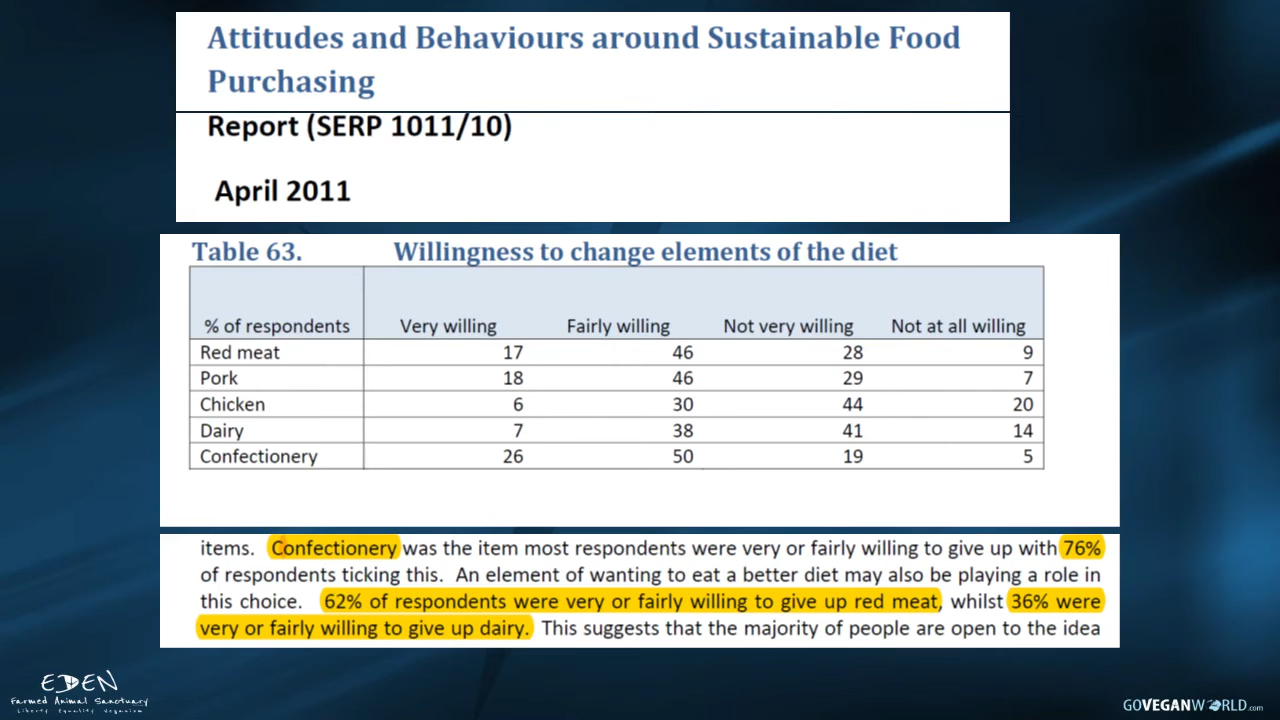 Attitudes and Behaviours around Sustainable Food
Purchasing
Report (SERP 1011/10)
April 2011
Table 63. Willingness to change elements of the diet
% of respondents Very willing Fairly willing Not very willing Not at all willing
Red meat 17 46 28 9
Pork 18 46 29 7
Chicken 6 30 44 20
Dairy 7 38 41 14
Confectionery 26 50 19 5
items. Confectionery was the item most respondents were very or fairly willing to give up with 76%
of respondents ticking this. An element of wanting to eat a better diet may also be playing a role in
this choice. 62% of respondents were very or fairly willing to give up red meat, whilst 36% were
very or fairly willing to give up dairy. This suggests that the majority of people are open to the idea
EDEN
Farmed Animal Sanctuary
Liberty Equality Veganism
GOVEGANWORLD.com